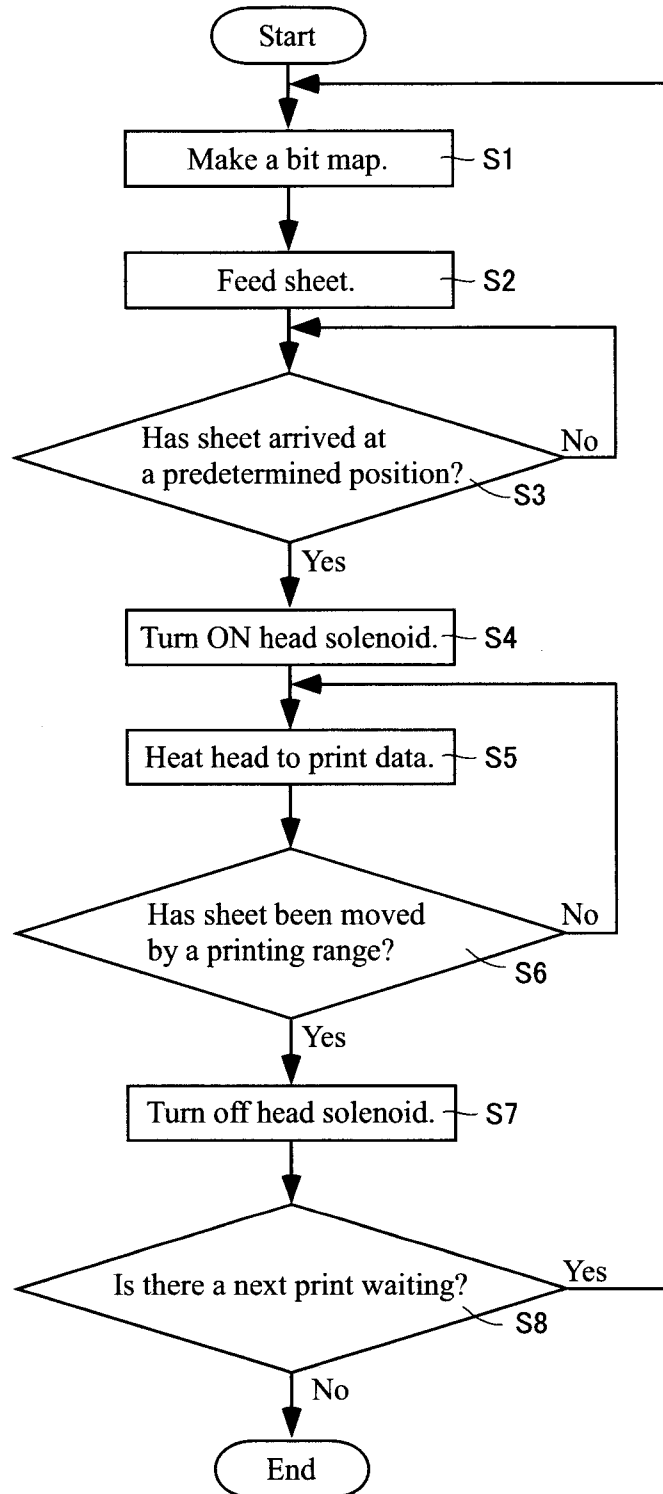 Start
Make a bit map.
S1
Feed sheet.
S2
Has sheet arrived at
a predetermined position?
No
S3
Yes
Turn ON head solenoid.
S4
Heat head to print data.
S5
Has sheet been moved
by a printing range?
No
S6
Yes
Turn off head solenoid.
S7
Is there a next print waiting?
Yes
S8
No
End